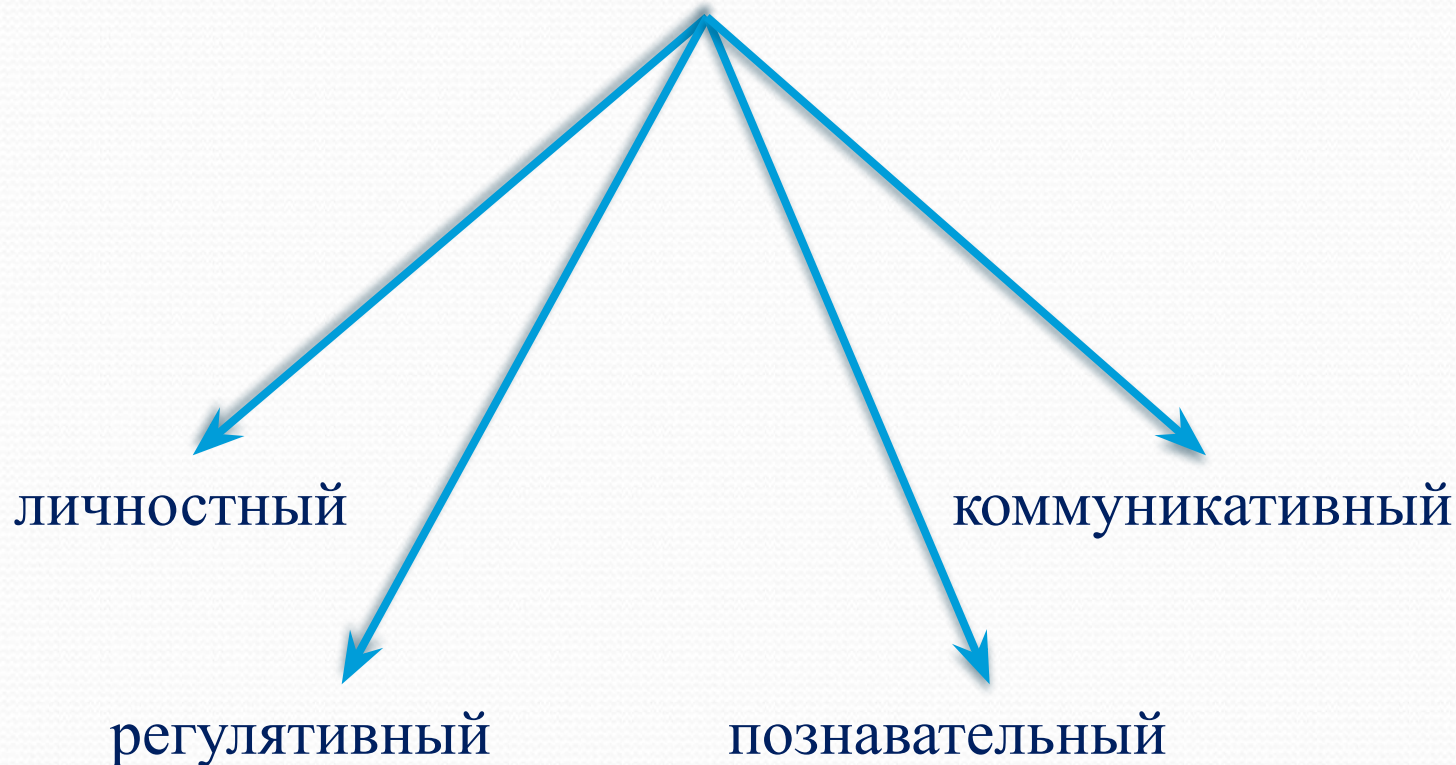 личностный
коммуникативный
регулятивный
познавательный